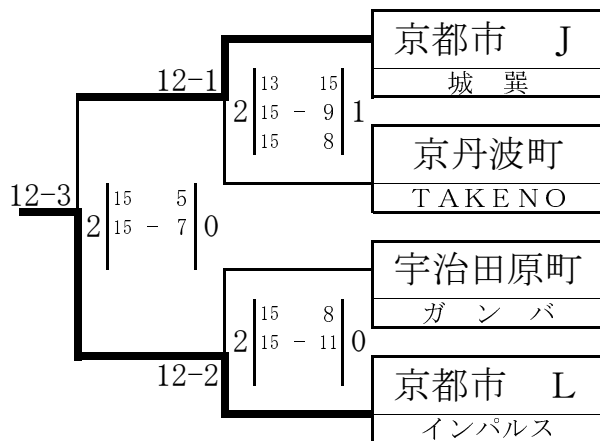 京都市 J
城 巽
12-1
13 15
2 15 - 9 1
15 8
京丹波町
TAKENO
12-3
15 5
2 15 - 7 0
宇治田原町
ガンバ
15 8
2 15 - 11 0
12-2
京都市 L
インパルス